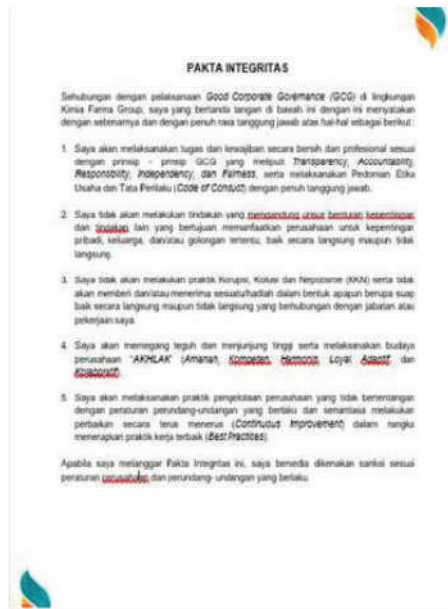 PAKTA INTEGRITAS
Sehubungan dengan pelaksanaan Good Corporate Governance (GCG) di lingkungan
Kimia Farma Group, saya yang bertanda tangan di bawah ini dengan ini menyatakan
dengan sebenarnya dan dengan penuh rasa tanggung jawab atas hal-hal sebagai berikut :
1. Saya akan melaksanakan tugas dan kewajiban secara bersih dan profesional sesuai
dengan prinsip - prinsip GCG yang meliputi Transparency, Accountability,
Responsibility, Independency, dan Fairness, serta melaksanakan Pedoman Etika
Usaha dan Tata Perilaku (Code of Conduct) dengan penuh tanggung jawab.
2. Saya tidak akan melakukan tindakan yang mengandung unsur benturan kepentingan
dan tindakan lain yang bertujuan memanfaatkan perusahaan untuk kepentingan
pribadi, keluarga, dan/atau golongan tertentu, baik secara langsung maupun tidak
langsung.
3. Saya tidak akan melakukan praktik Korupsi, Kolusi dan Nepotisme (KKN) serta tidak
akan memberi dan/atau menerima sesuatu/hadiah dalam bentuk apapun berupa suap
baik secara langsung maupun tidak langsung yang berhubungan dengan jabatan atau
pekerjaan saya.
4. Saya akan memegang teguh dan menjunjung tinggi serta melaksanakan budaya
perusahaan "AKHLAK" (Amanah, Kompeten, Harmonis, Loyal, Adaptif dan
Kolaboratif).
5. Saya akan melaksanakan praktik pengelolaan perusahaan yang tidak bertentangan
dengan peraturan perundang-undangan yang berlaku dan senantiasa melakukan
perbaikan secara terus menerus (Continuous Improvement) dalam rangka
menerapkan praktik kerja terbaik (Best Practices).
Apabila saya melanggar Pakta Integritas ini, saya bersedia dikenakan sanksi sesuai
peraturan perusahaan dan perundang- undangan yang berlaku.